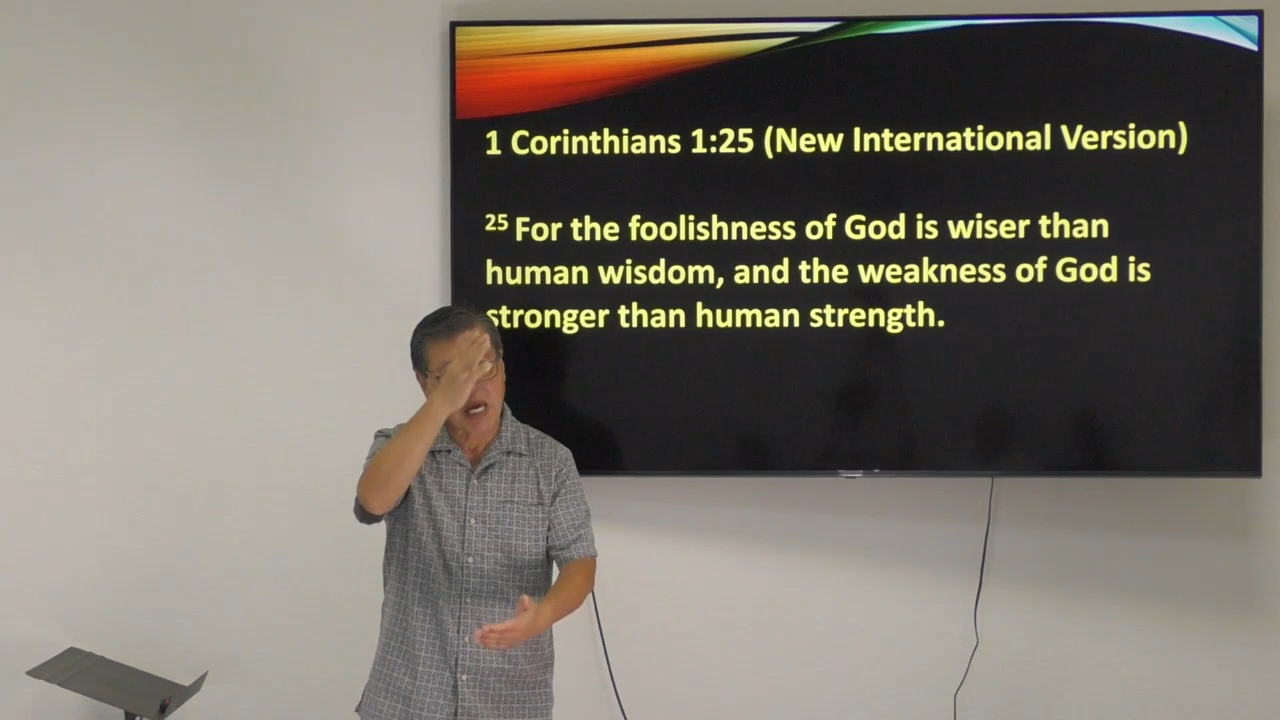 1 Corinthians 1:25 (New International Version)
25 For the foolishness of God is wiser than
human wisdom, and the weakness of God is
stronger than human strength.